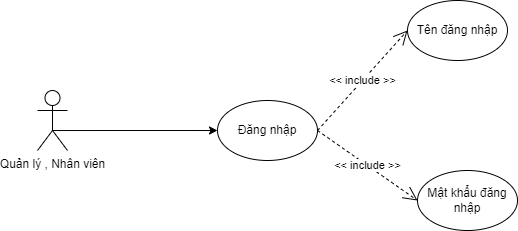 Tên đăng nhập
<< include >>
Đăng nhập
Quản lý , Nhân viên
<< include >>
Mật khẩu đăng
nhập